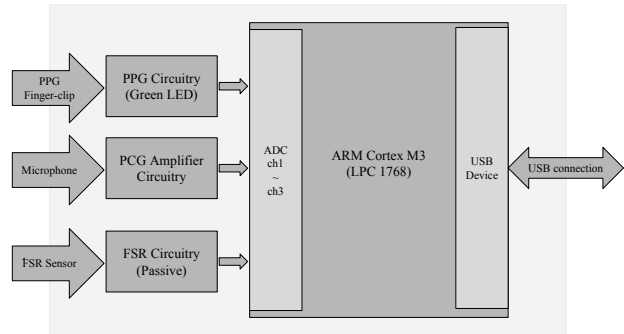 PPG
Finger-clip
PPG Circuitry
(Green LED)
Microphone
PCG Amplifier
Circuitry
FSR Sensor
FSR Circuitry
(Passive)
ADC
ch1
~
ch3
ARM Cortex M3
(LPC 1768)
USB
Device
USB connection